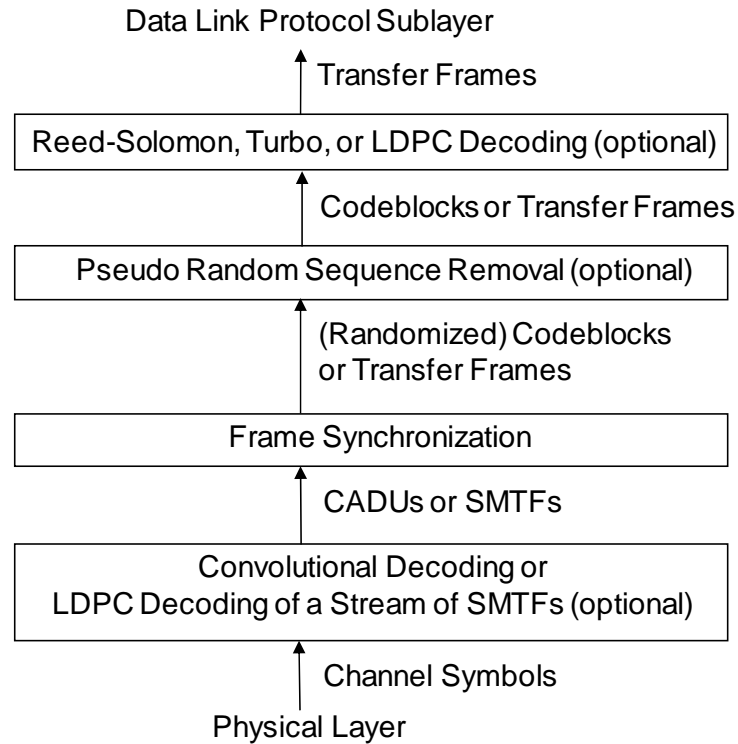 Data Link Protocol Sublayer
Transfer Frames
Reed-Solomon, Turbo, or LDPC Decoding (optional)
Codeblocks or Transfer Frames
Pseudo Random Sequence Removal (optional)
(Randomized) Codeblocks
or Transfer Frames
Frame Synchronization
CADUs or SMTFs
Convolutional Decoding or
LDPC Decoding of a Stream of SMTFs (optional)
Channel Symbols
Physical Layer